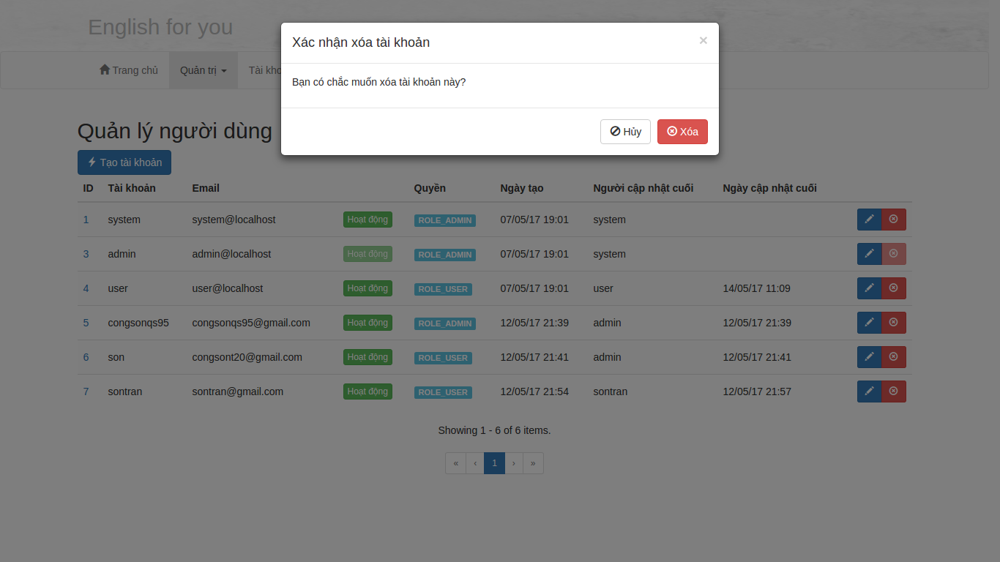 English for you
Xác nhận xóa tài khoản ×
Trang chủ Quản trị
Bạn có chắc muốn xóa tài khoản này?
Hủy Xóa
Quản lý người dùng
Tạo tài khoản
ID Tài khoản Email Quyền Ngày tạo Người cập nhật cuối Ngày cập nhật cuối
1 system system@localhost Hoạt động ROLE_ADMIN 07/05/17 19:01 system
3 admin admin@localhost Hoạt động ROLE_ADMIN 07/05/17 19:01 system
4 user user@localhost Hoạt động ROLE_USER 07/05/17 19:01 user 14/05/17 11:09
5 congsonqs95 congsonqs95@gmail.com Hoạt động ROLE_ADMIN 12/05/17 21:39 admin 12/05/17 21:39
6 son congsont20@gmail.com Hoạt động ROLE_USER 12/05/17 21:41 admin 12/05/17 21:41
7 sontran sontran@gmail.com Hoạt động ROLE_USER 12/05/17 21:54 sontran 12/05/17 21:57
Showing 1 - 6 of 6 items.
« ‹ 1 › »